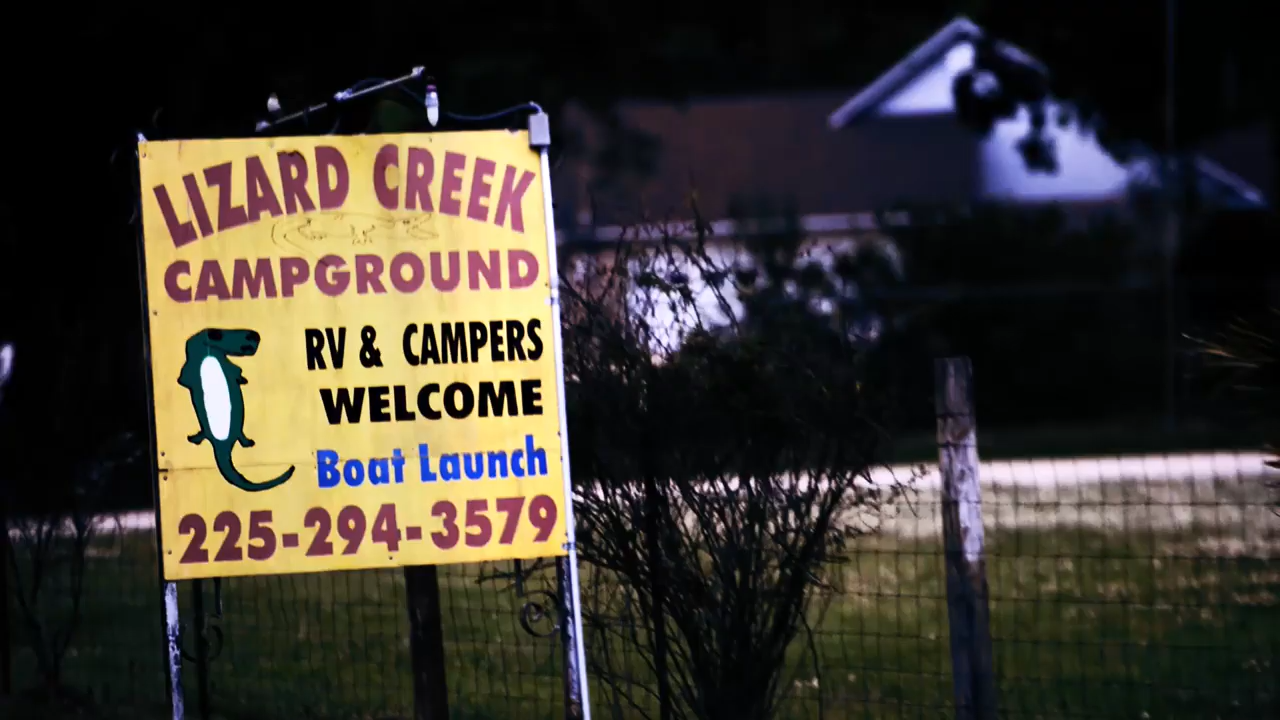 LIZARD CREEK
CAMPGROUND
RV & CAMPERS
WELCOME
Boat Launch
225-294-3579